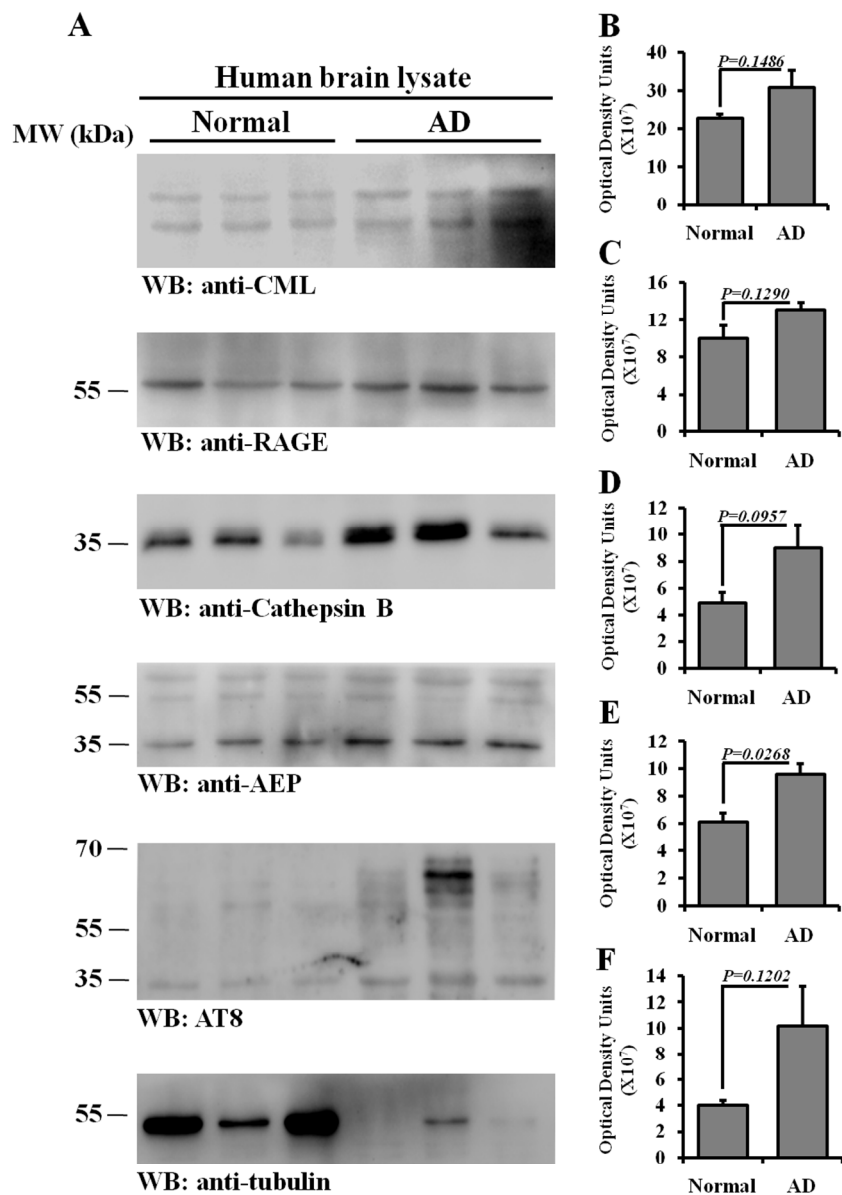 A
Human brain lysate
Normal AD
MW (kDa)
WB: anti-CML
55
WB: anti-RAGE
35
WB: anti-Cathepsin B
55
35
WB: anti-AEP
70
55
35
WB: AT8
55
WB: anti-tubulin
B
Optical Density Units
(X10⁷)
40
30
20
10
0
P=0.1486
Normal AD
C
Optical Density Units
(X10⁷)
16
12
8
4
0
P=0.1290
Normal AD
D
Optical Density Units
(X10⁷)
12
10
8
6
4
2
0
P=0.0957
Normal AD
E
Optical Density Units
(X10⁷)
12
10
8
6
4
2
0
P=0.0268
Normal AD
F
Optical Density Units
(X10⁷)
14
12
10
8
6
4
2
0
P=0.1202
Normal AD